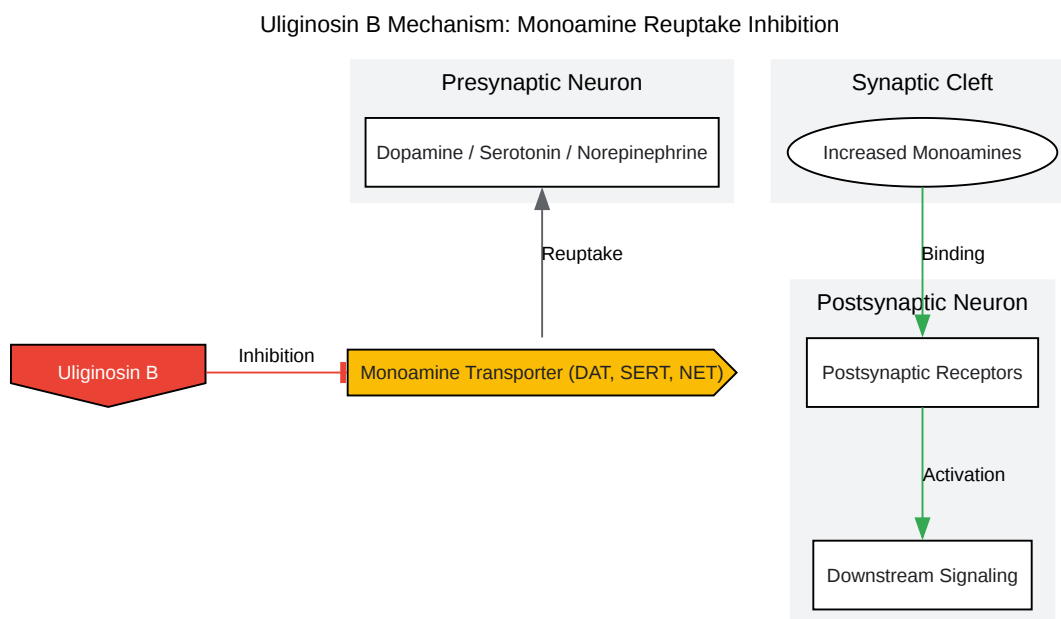 Uliginosin B Mechanism: Monoamine Reuptake Inhibition
Presynaptic Neuron
Synaptic Cleft
Dopamine / Serotonin / Norepinephrine
Increased Monoamines
Reuptake
Binding
Postsynaptic Neuron
Inhibition
Uliginosin B
Monoamine Transporter (DAT, SERT, NET)
Postsynaptic Receptors
Activation
Downstream Signaling